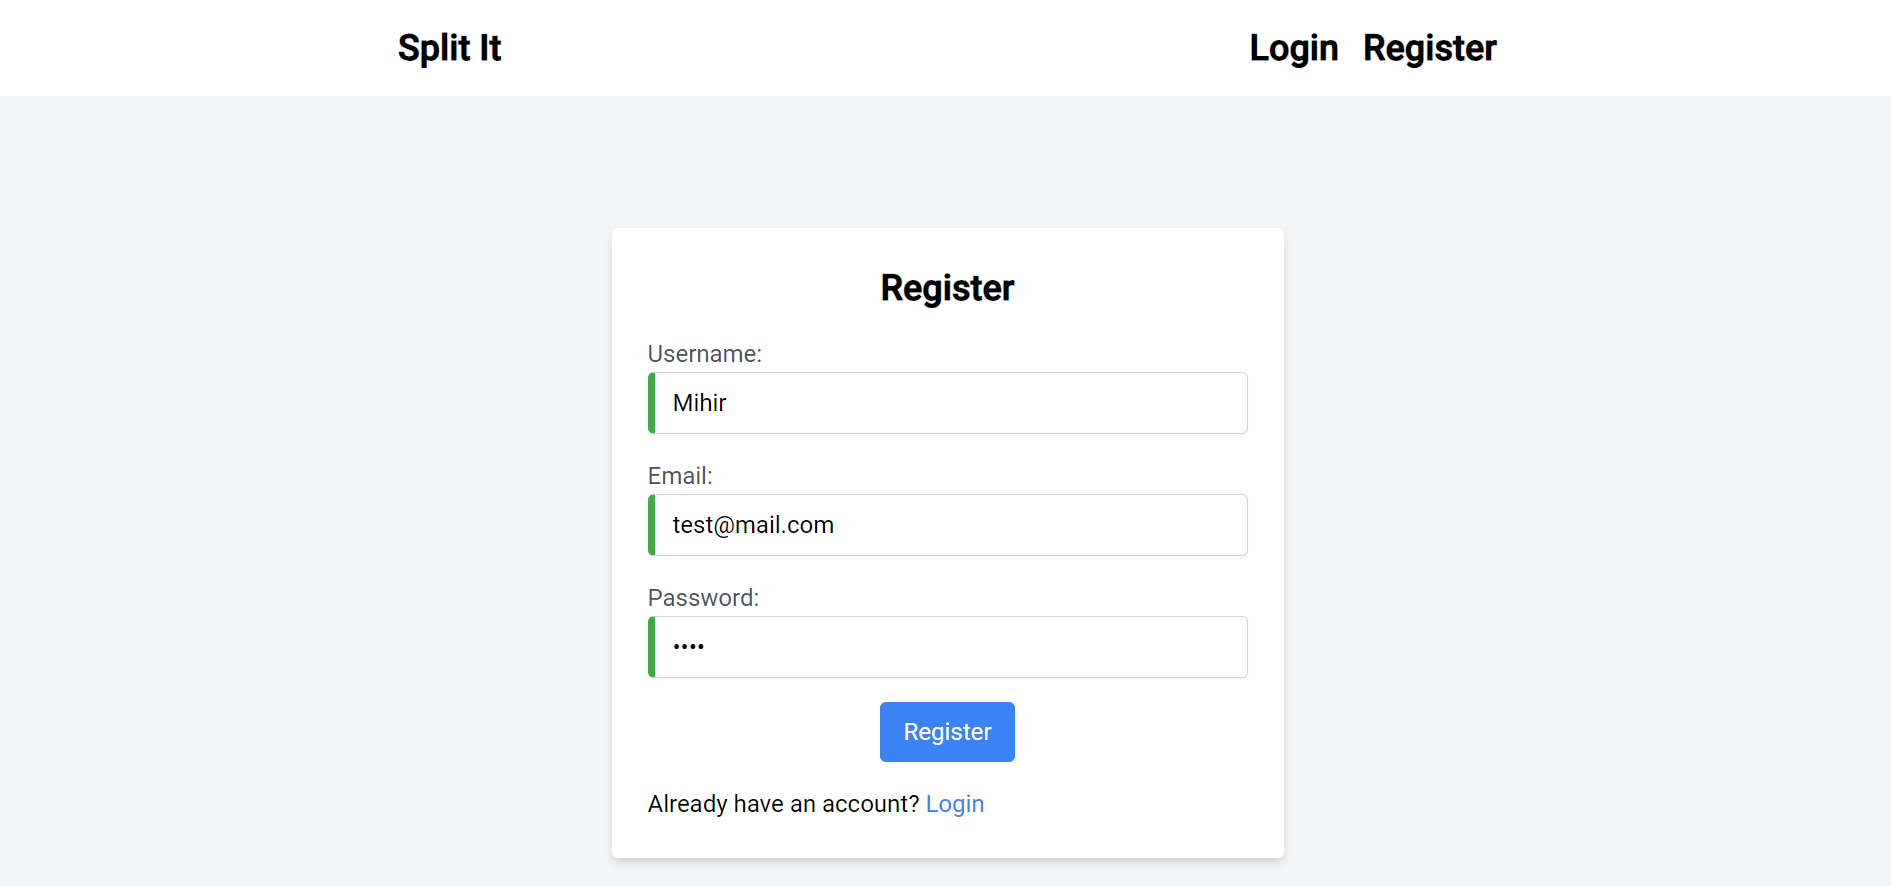 Split It
Login Register
Register
Username:
Mihir
Email:
test@mail.com
Password:
••••
Register
Already have an account? Login